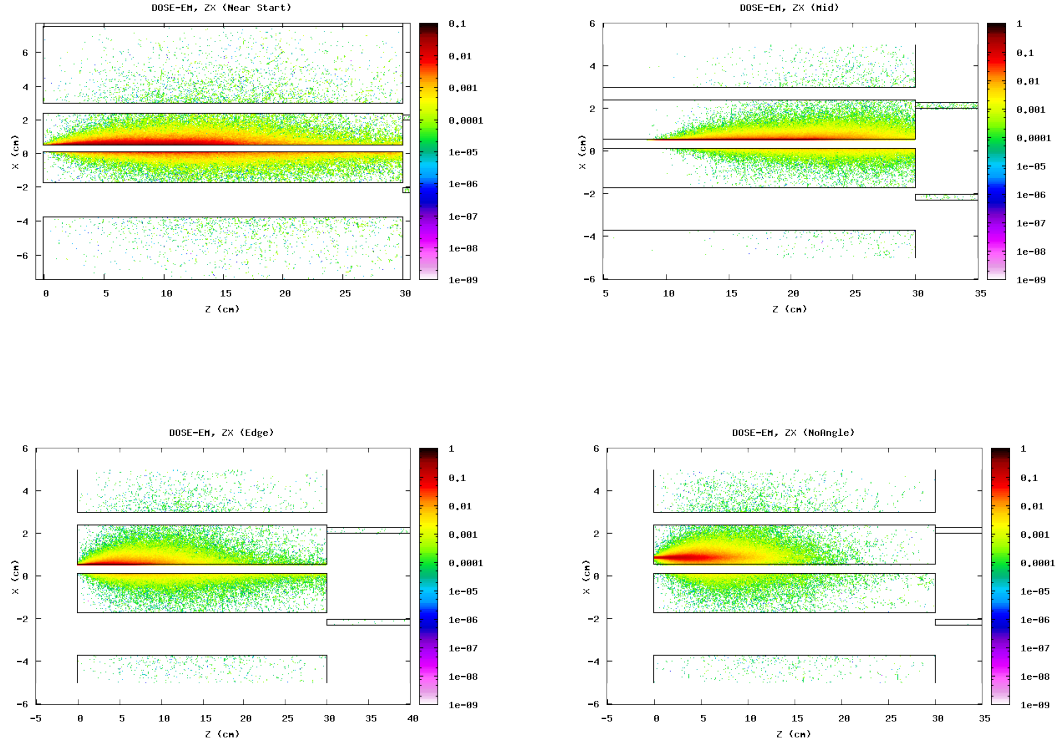 DOSE-EM, ZX (Near Start)
X (cm)
6
4
2
0
-2
-4
-6
0
5
10
15
20
25
30
Z (cm)
0.1
0.01
0.001
0.0001
1e-05
1e-06
1e-07
1e-08
1e-09
DOSE-EM, ZX (Mid)
X (cm)
6
4
2
0
-2
-4
-6
5
10
15
20
25
30
35
Z (cm)
1
0.1
0.01
0.001
0.0001
1e-05
1e-06
1e-07
1e-08
1e-09
DOSE-EM, ZX (Edge)
X (cm)
6
4
2
0
-2
-4
-6
-5
0
5
10
15
20
25
30
35
40
Z (cm)
1
0.1
0.01
0.001
0.0001
1e-05
1e-06
1e-07
1e-08
1e-09
DOSE-EM, ZX (NoAngle)
X (cm)
6
4
2
0
-2
-4
-6
-5
0
5
10
15
20
25
30
35
Z (cm)
1
0.1
0.01
0.001
0.0001
1e-05
1e-06
1e-07
1e-08
1e-09